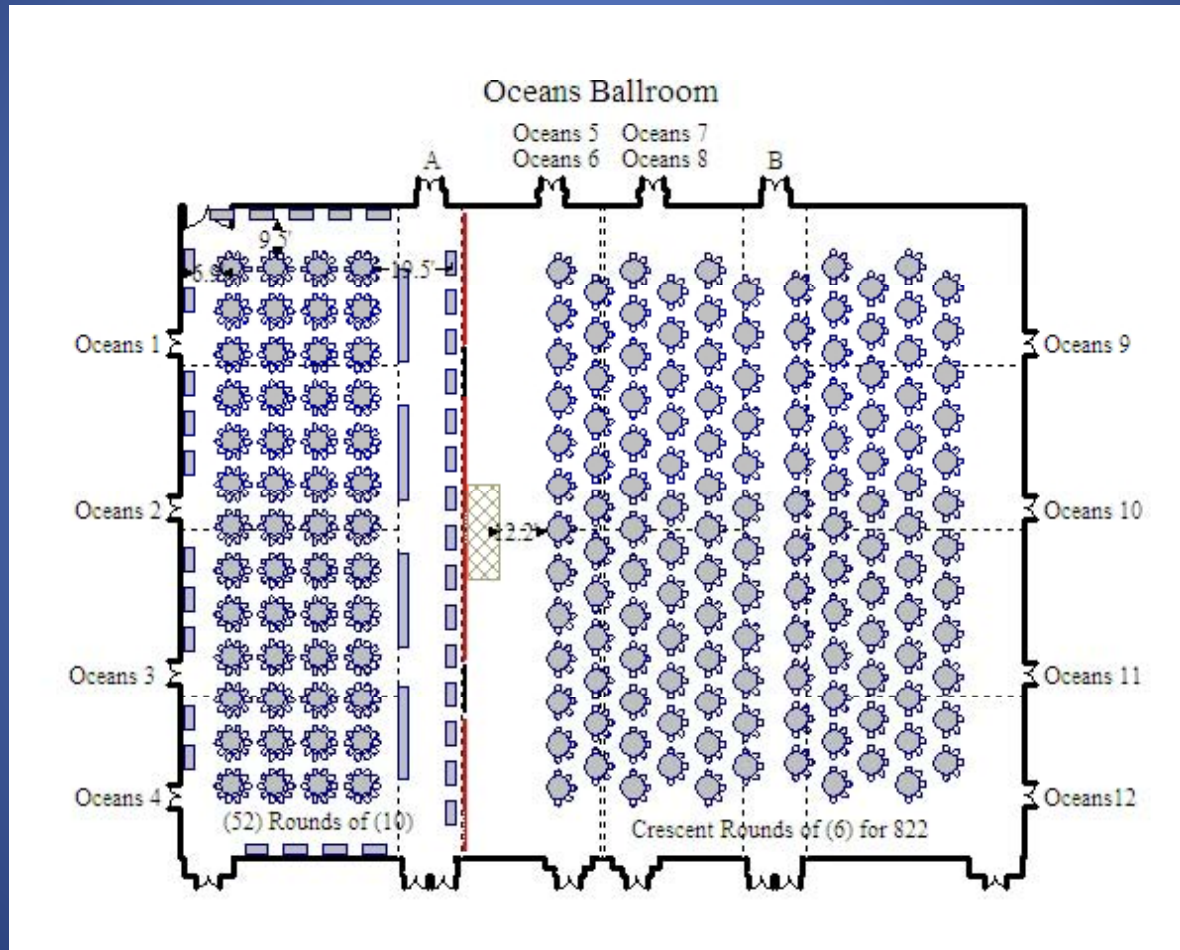 Oceans Ballroom
Oceans 5 Oceans 7
A Oceans 6 Oceans 8 B
9.5'
6.9'
19.5'
Oceans 1
Oceans 9
Oceans 2
Oceans 10
12.2'
Oceans 3
Oceans 11
Oceans 4
Oceans12
(52) Rounds of (10)
Crescent Rounds of (6) for 822